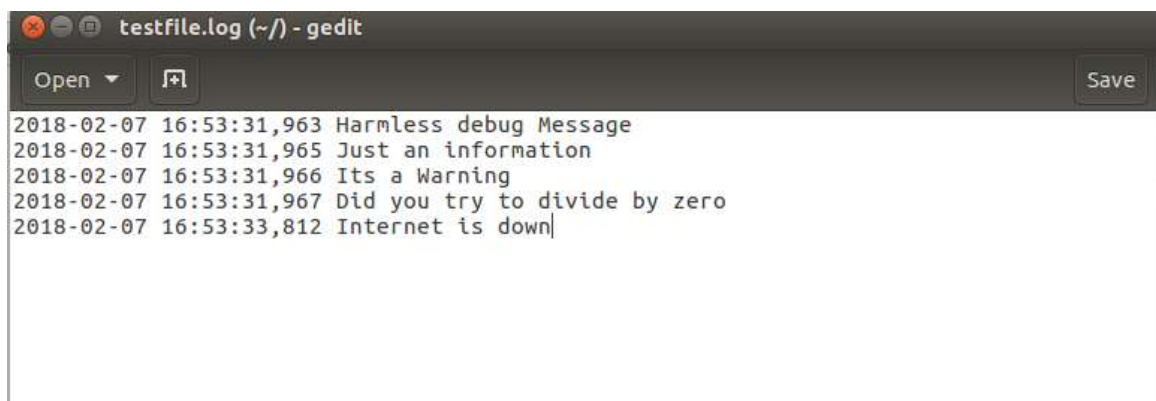 testfile.log (~/) - gedit
Open Save
2018-02-07 16:53:31,963 Harmless debug Message
2018-02-07 16:53:31,965 Just an information
2018-02-07 16:53:31,966 Its a Warning
2018-02-07 16:53:31,967 Did you try to divide by zero
2018-02-07 16:53:33,812 Internet is down